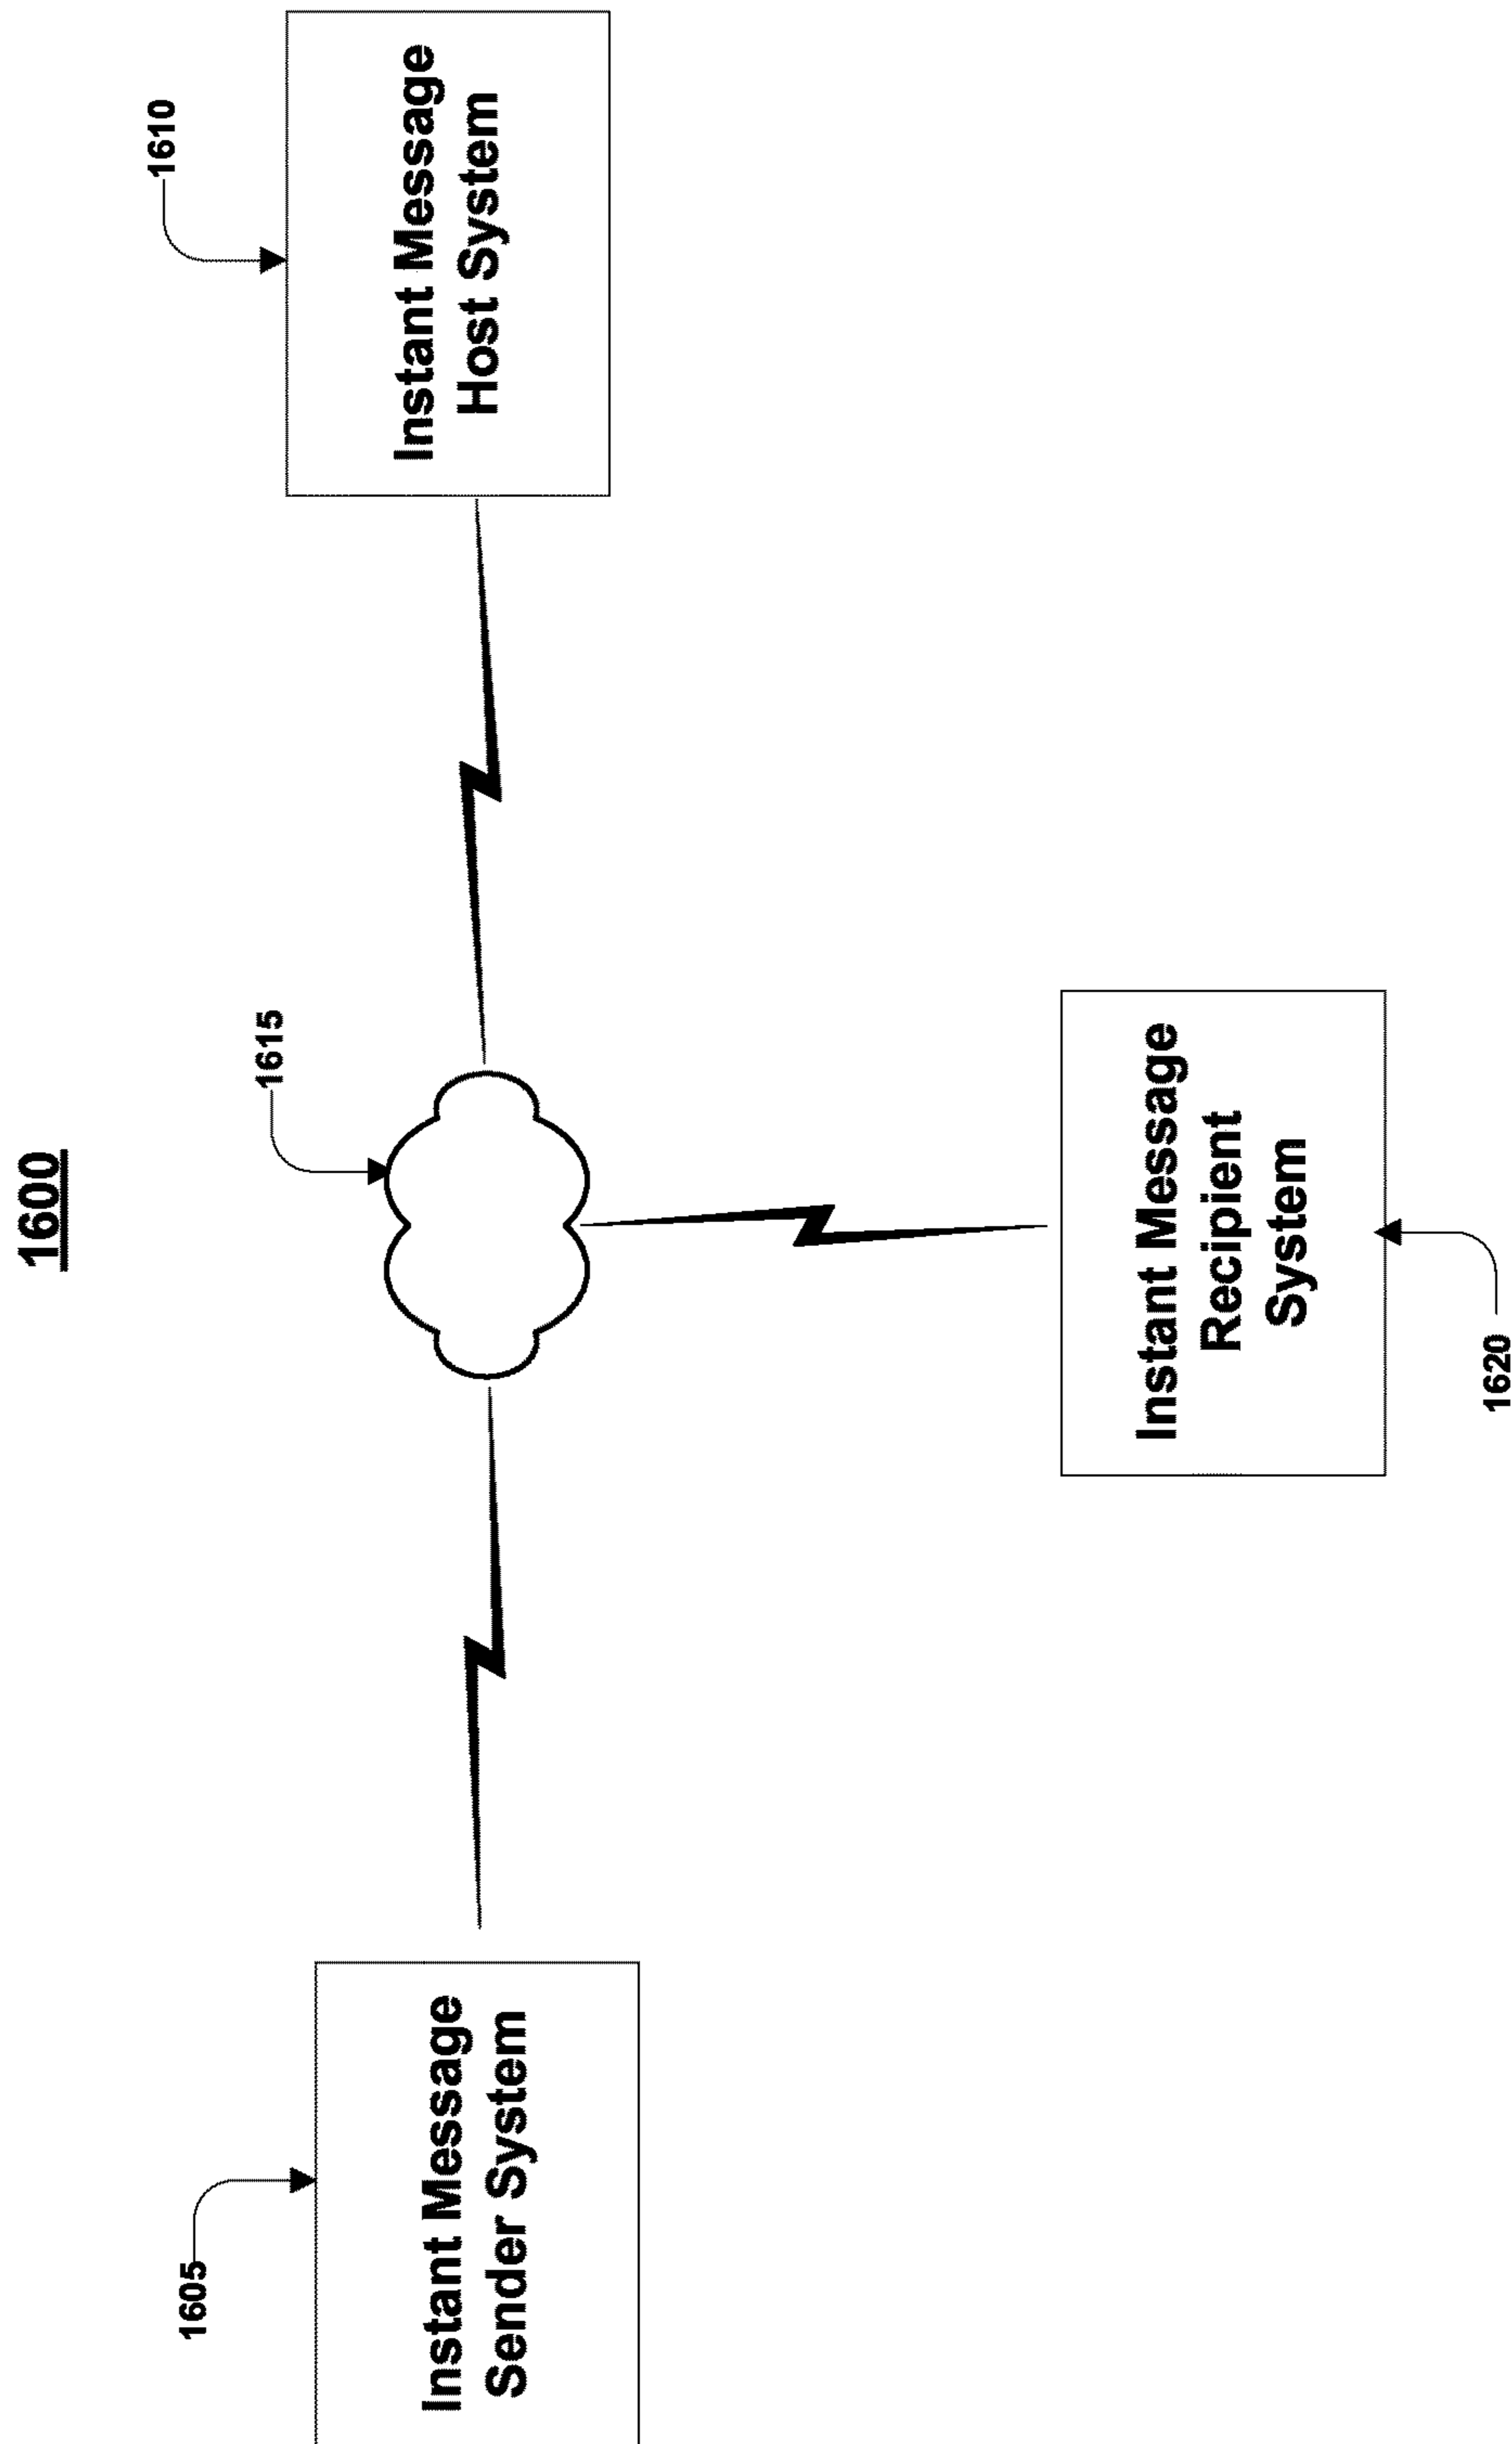 1600
1605
Instant Message
Sender System
1615
1610
Instant Message
Host System
Instant Message
Recipient
System
1620